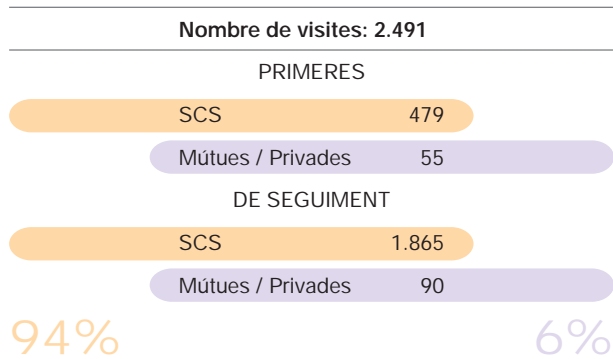 Nombre de visites: 2.491
PRIMERES
SCS 479
Mútues / Privades 55
DE SEGUIMENT
SCS 1.865
Mútues / Privades 90
94% 6%